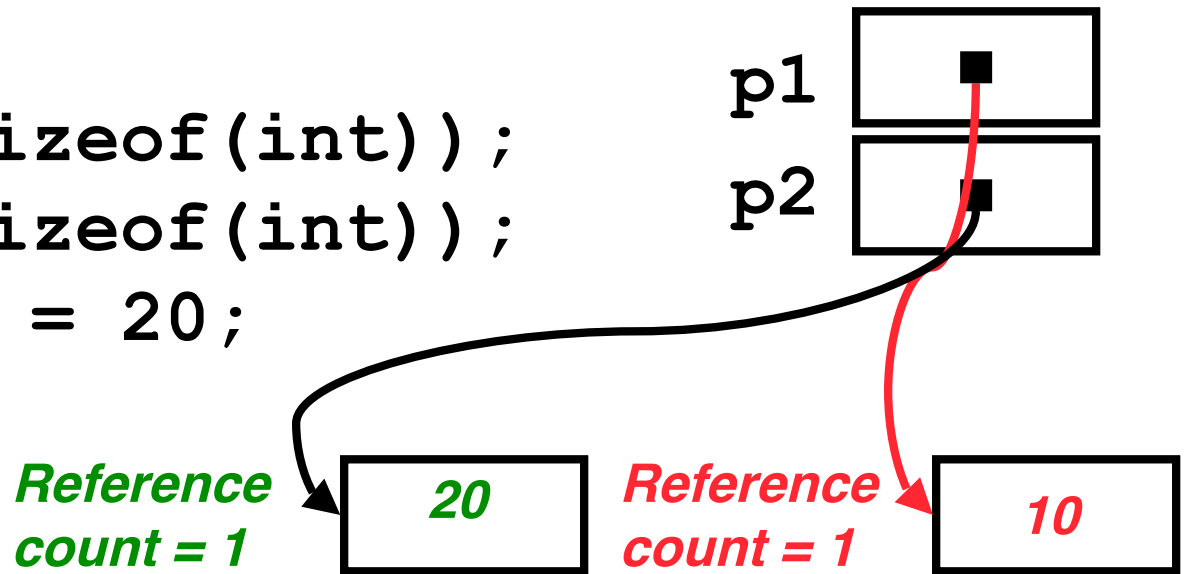 p1
izeof(int));
p2
izeof(int));
= 20;
Reference
count = 1
20
Reference
count = 1
10